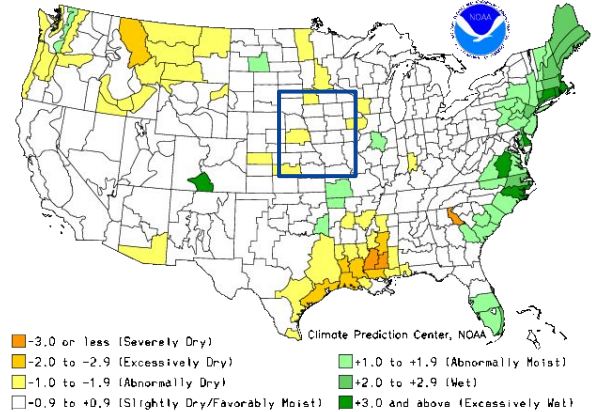 NOAA
Climate Prediction Center, NOAA
-3.0 or less (Severely Dry)
-2.0 to -2.9 (Excessively Dry)
-1.0 to -1.9 (Abnormally Dry)
-0.9 to +0.9 (Slightly Dry/Favorably Moist)
+1.0 to +1.9 (Abnormally Moist)
+2.0 to +2.9 (Wet)
+3.0 and above (Excessively Wet)